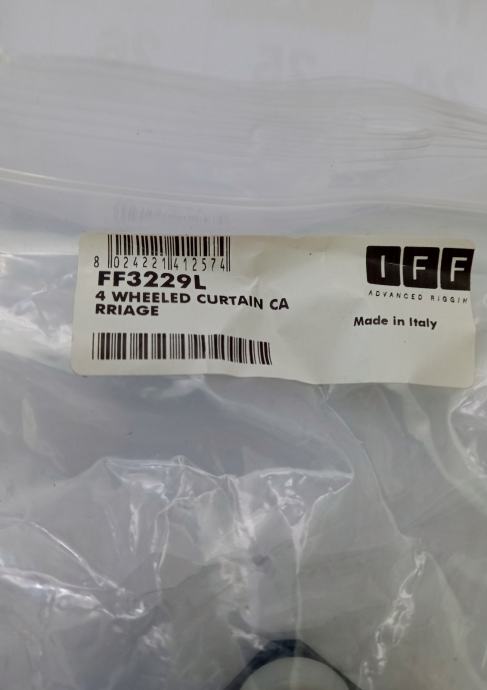 8 024221 412574
FF3229L
4 WHEELED CURTAIN CA
RRIAGE
IFF
ADVANCED RIGGIN
Made in Italy